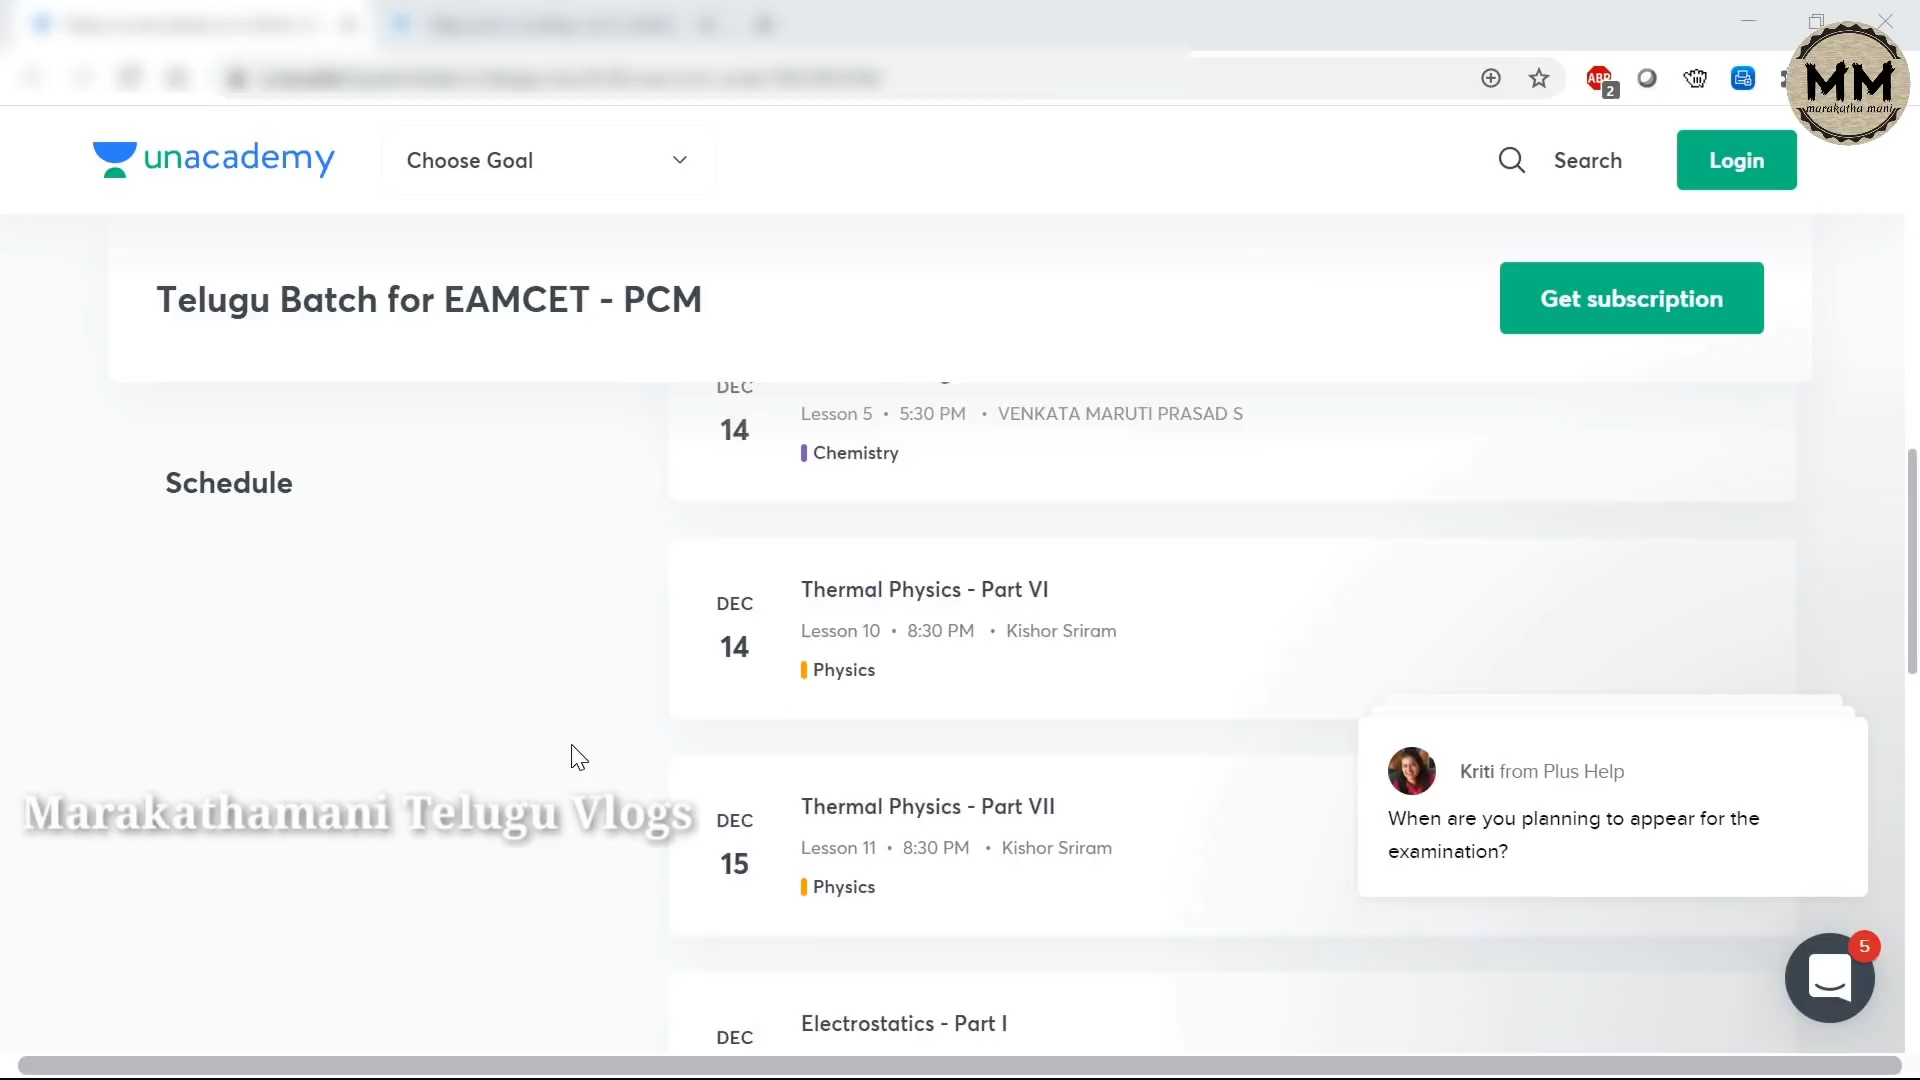 ABP
2
MM
marakatha mani
unacademy
Choose Goal
Search
Login
Telugu Batch for EAMCET - PCM
Get subscription
Schedule
DEC
14
Lesson 5 • 5:30 PM • VENKATA MARUTI PRASAD S
Chemistry
DEC
14
Thermal Physics - Part VI
Lesson 10 • 8:30 PM • Kishor Sriram
Physics
DEC
15
Thermal Physics - Part VII
Lesson 11 • 8:30 PM • Kishor Sriram
Physics
DEC
Electrostatics - Part I
Kriti from Plus Help
When are you planning to appear for the
examination?
5
Marakathamani Telugu Vlogs